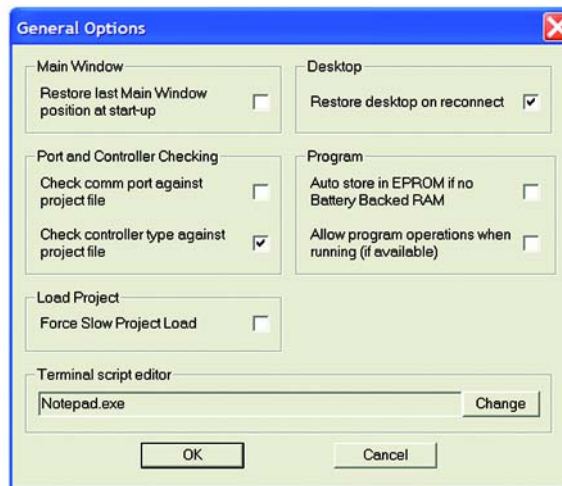 General Options
Main Window
Restore last Main Window
position at start-up
Desktop
Restore desktop on reconnect
Port and Controller Checking
Check comm port against
project file
Check controller type against
project file
Program
Auto store in EPROM if no
Battery Backed RAM
Allow program operations when
running (if available)
Load Project
Force Slow Project Load
Terminal script editor
Notepad.exe
Change
OK
Cancel